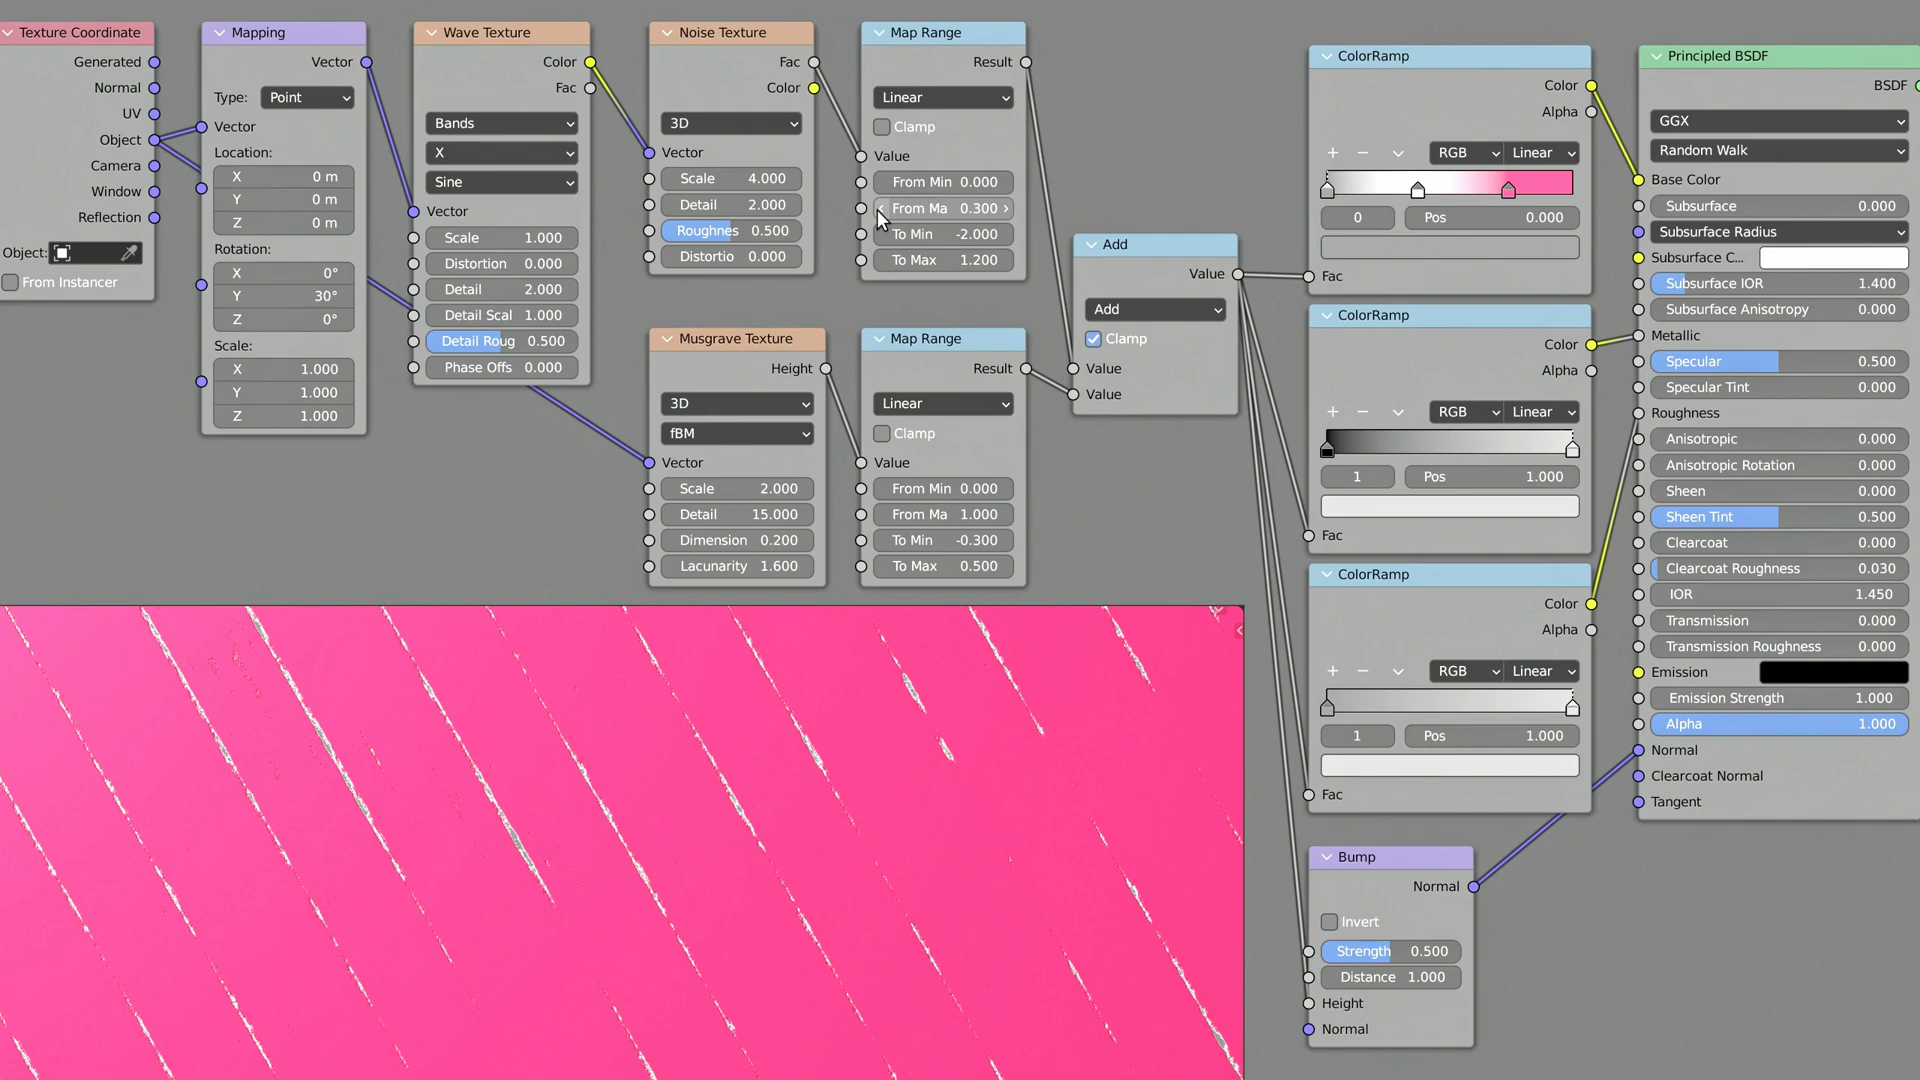 Texture Coordinate
Generated
Normal
UV
Object
Camera
Window
Reflection
Object:
From Instancer
Mapping
Vector
Type: Point
Vector
Location:
X 0 m
Y 0 m
Z 0 m
Rotation:
X 0°
Y 30°
Z 0°
Scale:
X 1.000
Y 1.000
Z 1.000
Wave Texture
Color
Fac
Bands
X
Sine
Vector
Scale 1.000
Distortion 0.000
Detail 2.000
Detail Scal 1.000
Detail Roug 0.500
Phase Offs 0.000
Noise Texture
Fac
Color
3D
Vector
Scale 4.000
Detail 2.000
Roughnes 0.500
Distortio 0.000
Map Range
Result
Linear
Clamp
Value
From Min 0.000
From Ma 0.300
To Min -2.000
To Max 1.200
Musgrave Texture
Height
3D
fBM
Vector
Scale 2.000
Detail 15.000
Dimension 0.200
Lacunarity 1.600
Map Range
Result
Linear
Clamp
Value
From Min 0.000
From Ma 1.000
To Min -0.300
To Max 0.500
Add
Value
Add
Clamp
Value
Value
ColorRamp
Color
Alpha
RGB Linear
0 Pos 0.000
Fac
ColorRamp
Color
Alpha
RGB Linear
1 Pos 1.000
Fac
ColorRamp
Color
Alpha
RGB Linear
1 Pos 1.000
Fac
Bump
Normal
Invert
Strength 0.500
Distance 1.000
Height
Normal
Principled BSDF
BSDF
GGX
Random Walk
Base Color
Subsurface 0.000
Subsurface Radius
Subsurface C...
Subsurface IOR 1.400
Subsurface Anisotropy 0.000
Metallic
Specular 0.500
Specular Tint 0.000
Roughness
Anisotropic 0.000
Anisotropic Rotation 0.000
Sheen 0.000
Sheen Tint 0.500
Clearcoat 0.000
Clearcoat Roughness 0.030
IOR 1.450
Transmission 0.000
Transmission Roughness 0.000
Emission
Emission Strength 1.000
Alpha 1.000
Normal
Clearcoat Normal
Tangent